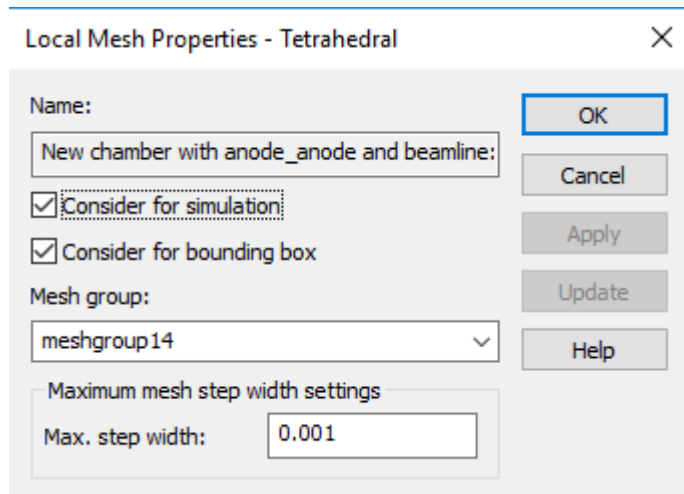 Local Mesh Properties - Tetrahedral
Name:
OK
New chamber with anode_anode and beamline:
Cancel
Consider for simulation
Apply
Consider for bounding box
Mesh group:
Update
meshgroup14
Help
Maximum mesh step width settings
Max. step width:
0.001